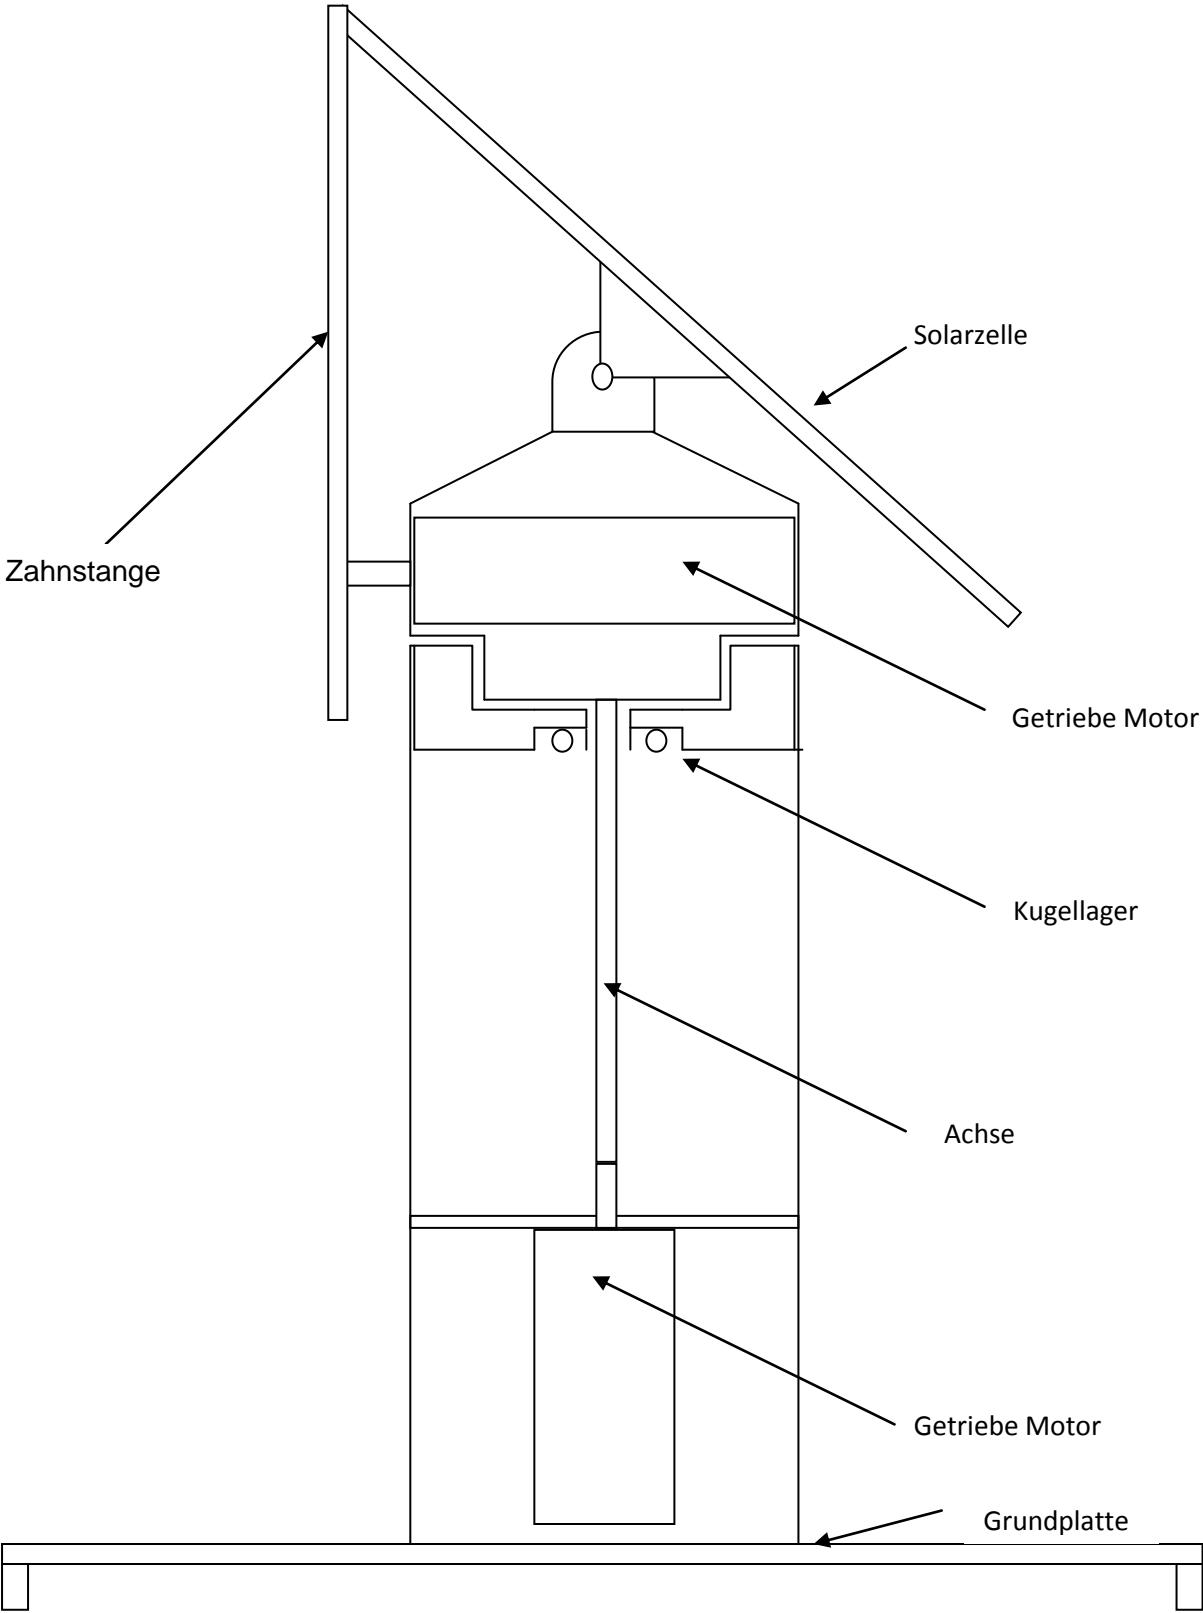 Solarzelle
Zahnstange
Getriebe Motor
Kugellager
Achse
Getriebe Motor
Grundplatte